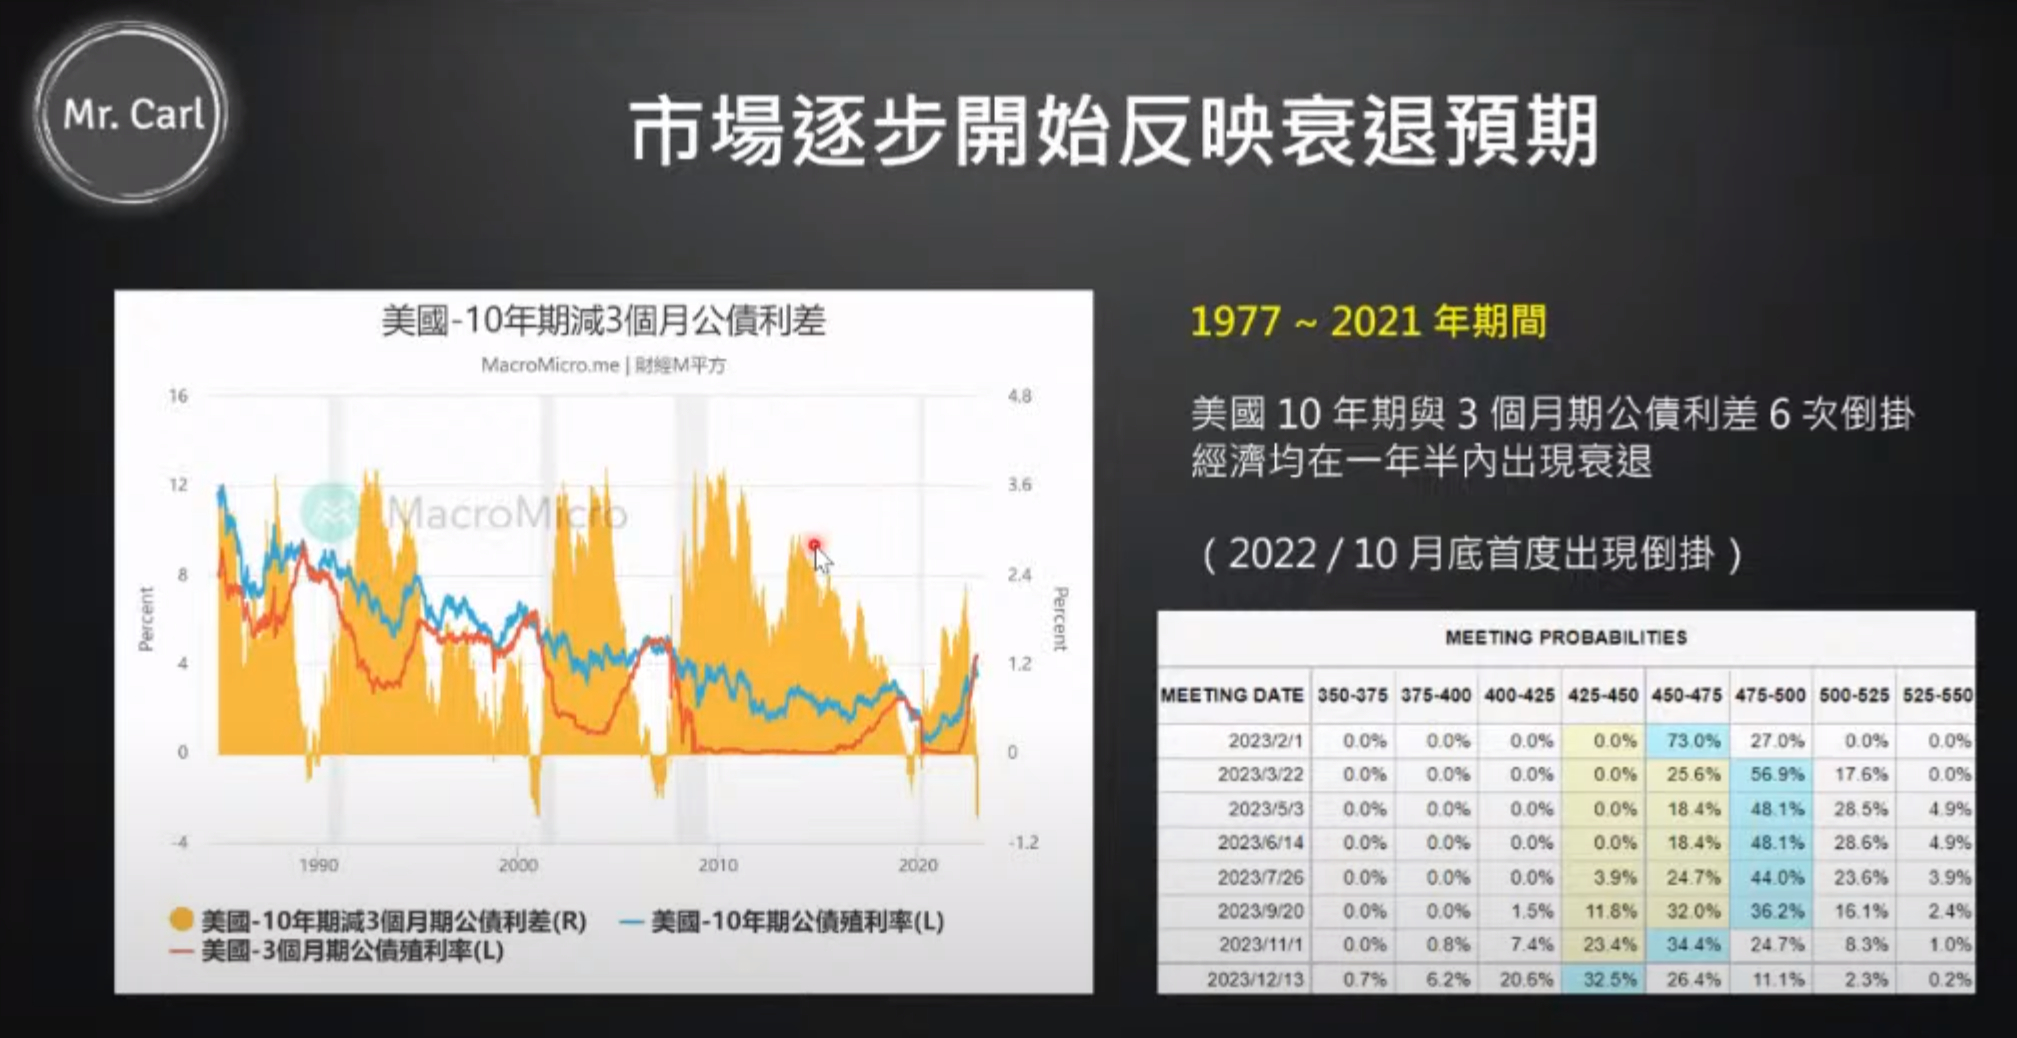 Mr. Carl
市場逐步開始反映衰退預期
美國-10年期減3個月公債利差
MacroMicro.me | 財經M平方
16
12
8
4
0
-4
Percent
MacroMicro
4.8
3.6
2.4
1.2
0
-1.2
Percent
1990 2000 2010 2020
美國-10年期減3個月期公債利差(R) 美國-10年期公債殖利率(L)
美國-3個月期公債殖利率(L)
1977 ~ 2021 年期間
美國 10 年期與 3 個月期公債利差 6 次倒掛
經濟均在一年半內出現衰退
( 2022 / 10 月底首度出現倒掛 )
MEETING PROBABILITIES
MEETING DATE 350-375 375-400 400-425 425-450 450-475 475-500 500-525 525-550
2023/2/1 0.0% 0.0% 0.0% 0.0% 73.0% 27.0% 0.0% 0.0%
2023/3/22 0.0% 0.0% 0.0% 0.0% 25.6% 56.9% 17.6% 0.0%
2023/5/3 0.0% 0.0% 0.0% 0.0% 18.4% 48.1% 28.5% 4.9%
2023/6/14 0.0% 0.0% 0.0% 0.0% 18.4% 48.1% 28.6% 4.9%
2023/7/26 0.0% 0.0% 0.0% 3.9% 24.7% 44.0% 23.6% 3.9%
2023/9/20 0.0% 0.0% 1.5% 11.8% 32.0% 36.2% 16.1% 2.4%
2023/11/1 0.0% 0.8% 7.4% 23.4% 34.4% 24.7% 8.3% 1.0%
2023/12/13 0.7% 6.2% 20.6% 32.5% 26.4% 11.1% 2.3% 0.2%